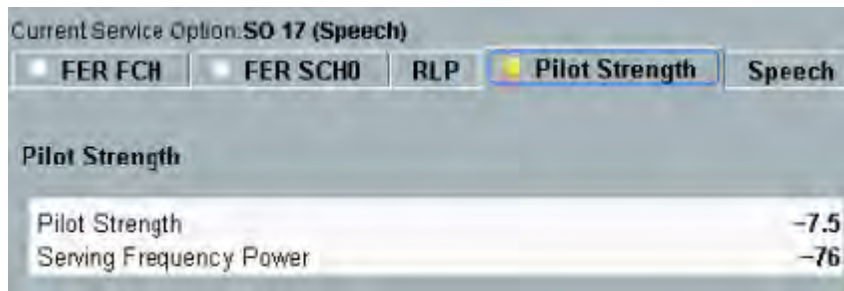 Current Service Option:SO 17 (Speech)
FER FCH FER SCH0 RLP Pilot Strength Speech
Pilot Strength
Pilot Strength -7.5
Serving Frequency Power -76